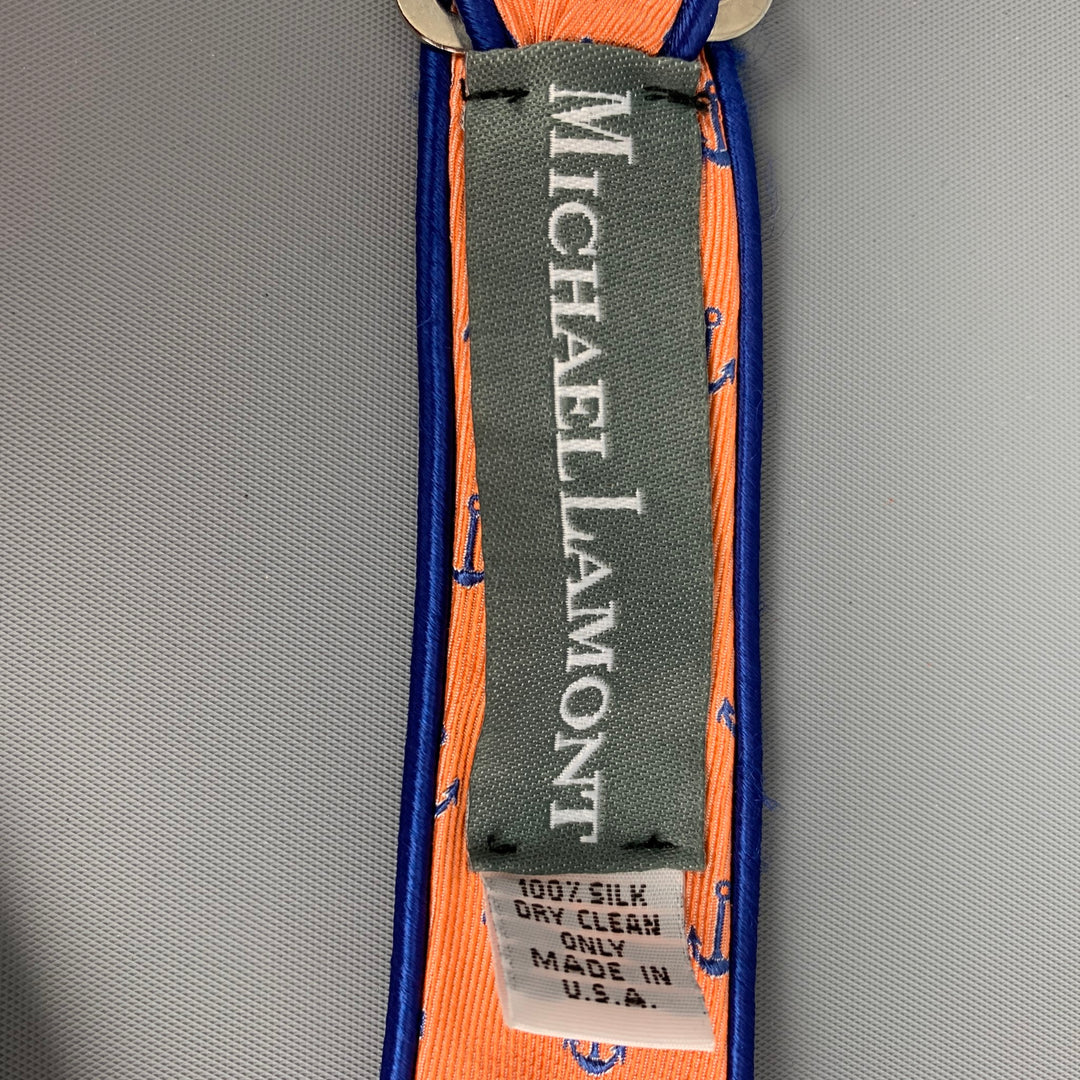 MICHAEL LAMONT
100% SILK
DRY CLEAN
ONLY
MADE IN
U.S.A.